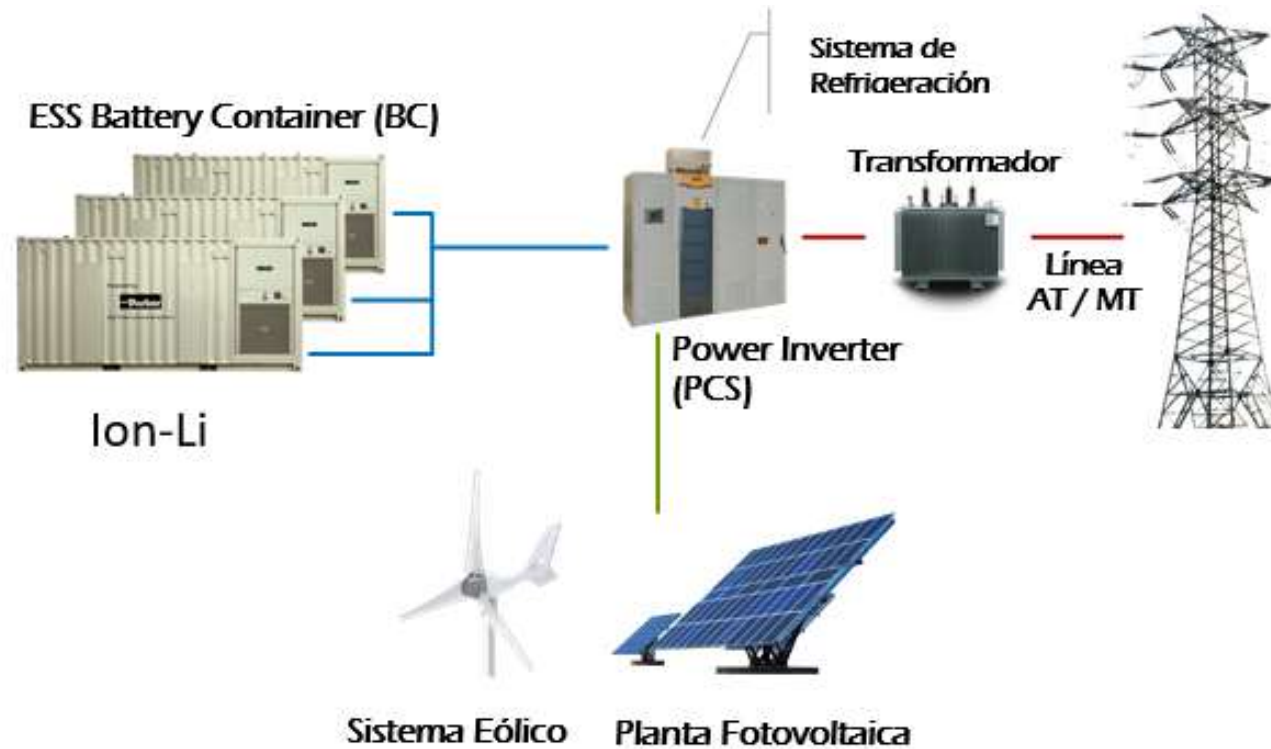 Sistema de
Refrigeración
ESS Battery Container (BC)
Transformador
Parker
Línea
AT / MT
Power Inverter
(PCS)
Ion-Li
Sistema Eólico
Planta Fotovoltaica